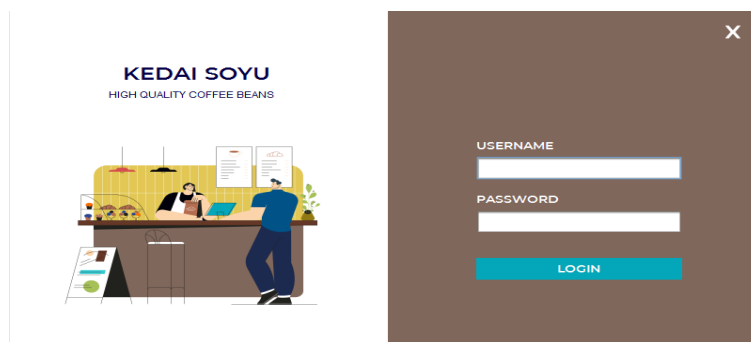 KEDAI SOYU
HIGH QUALITY COFFEE BEANS
X
USERNAME
PASSWORD
LOGIN